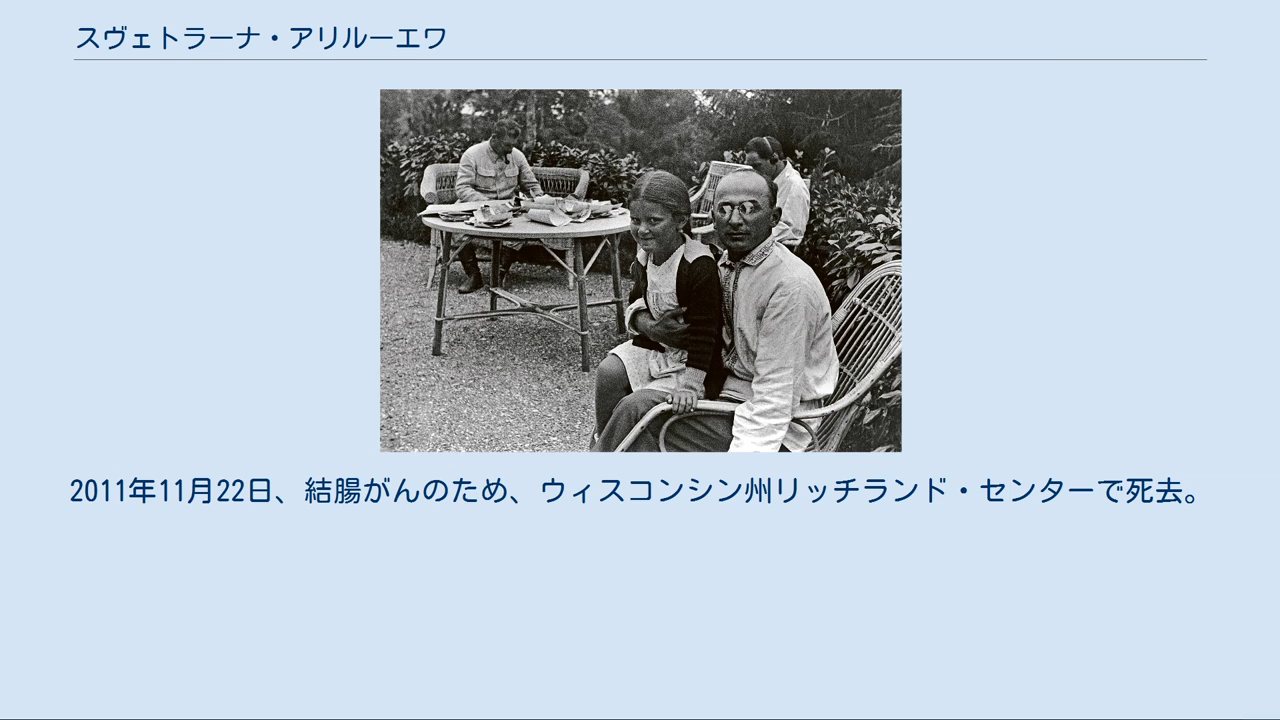 スヴェトラーナ・アリルーエワ
2011年11月22日、結腸がんのため、ウィスコンシン州リッチランド・センターで死去。